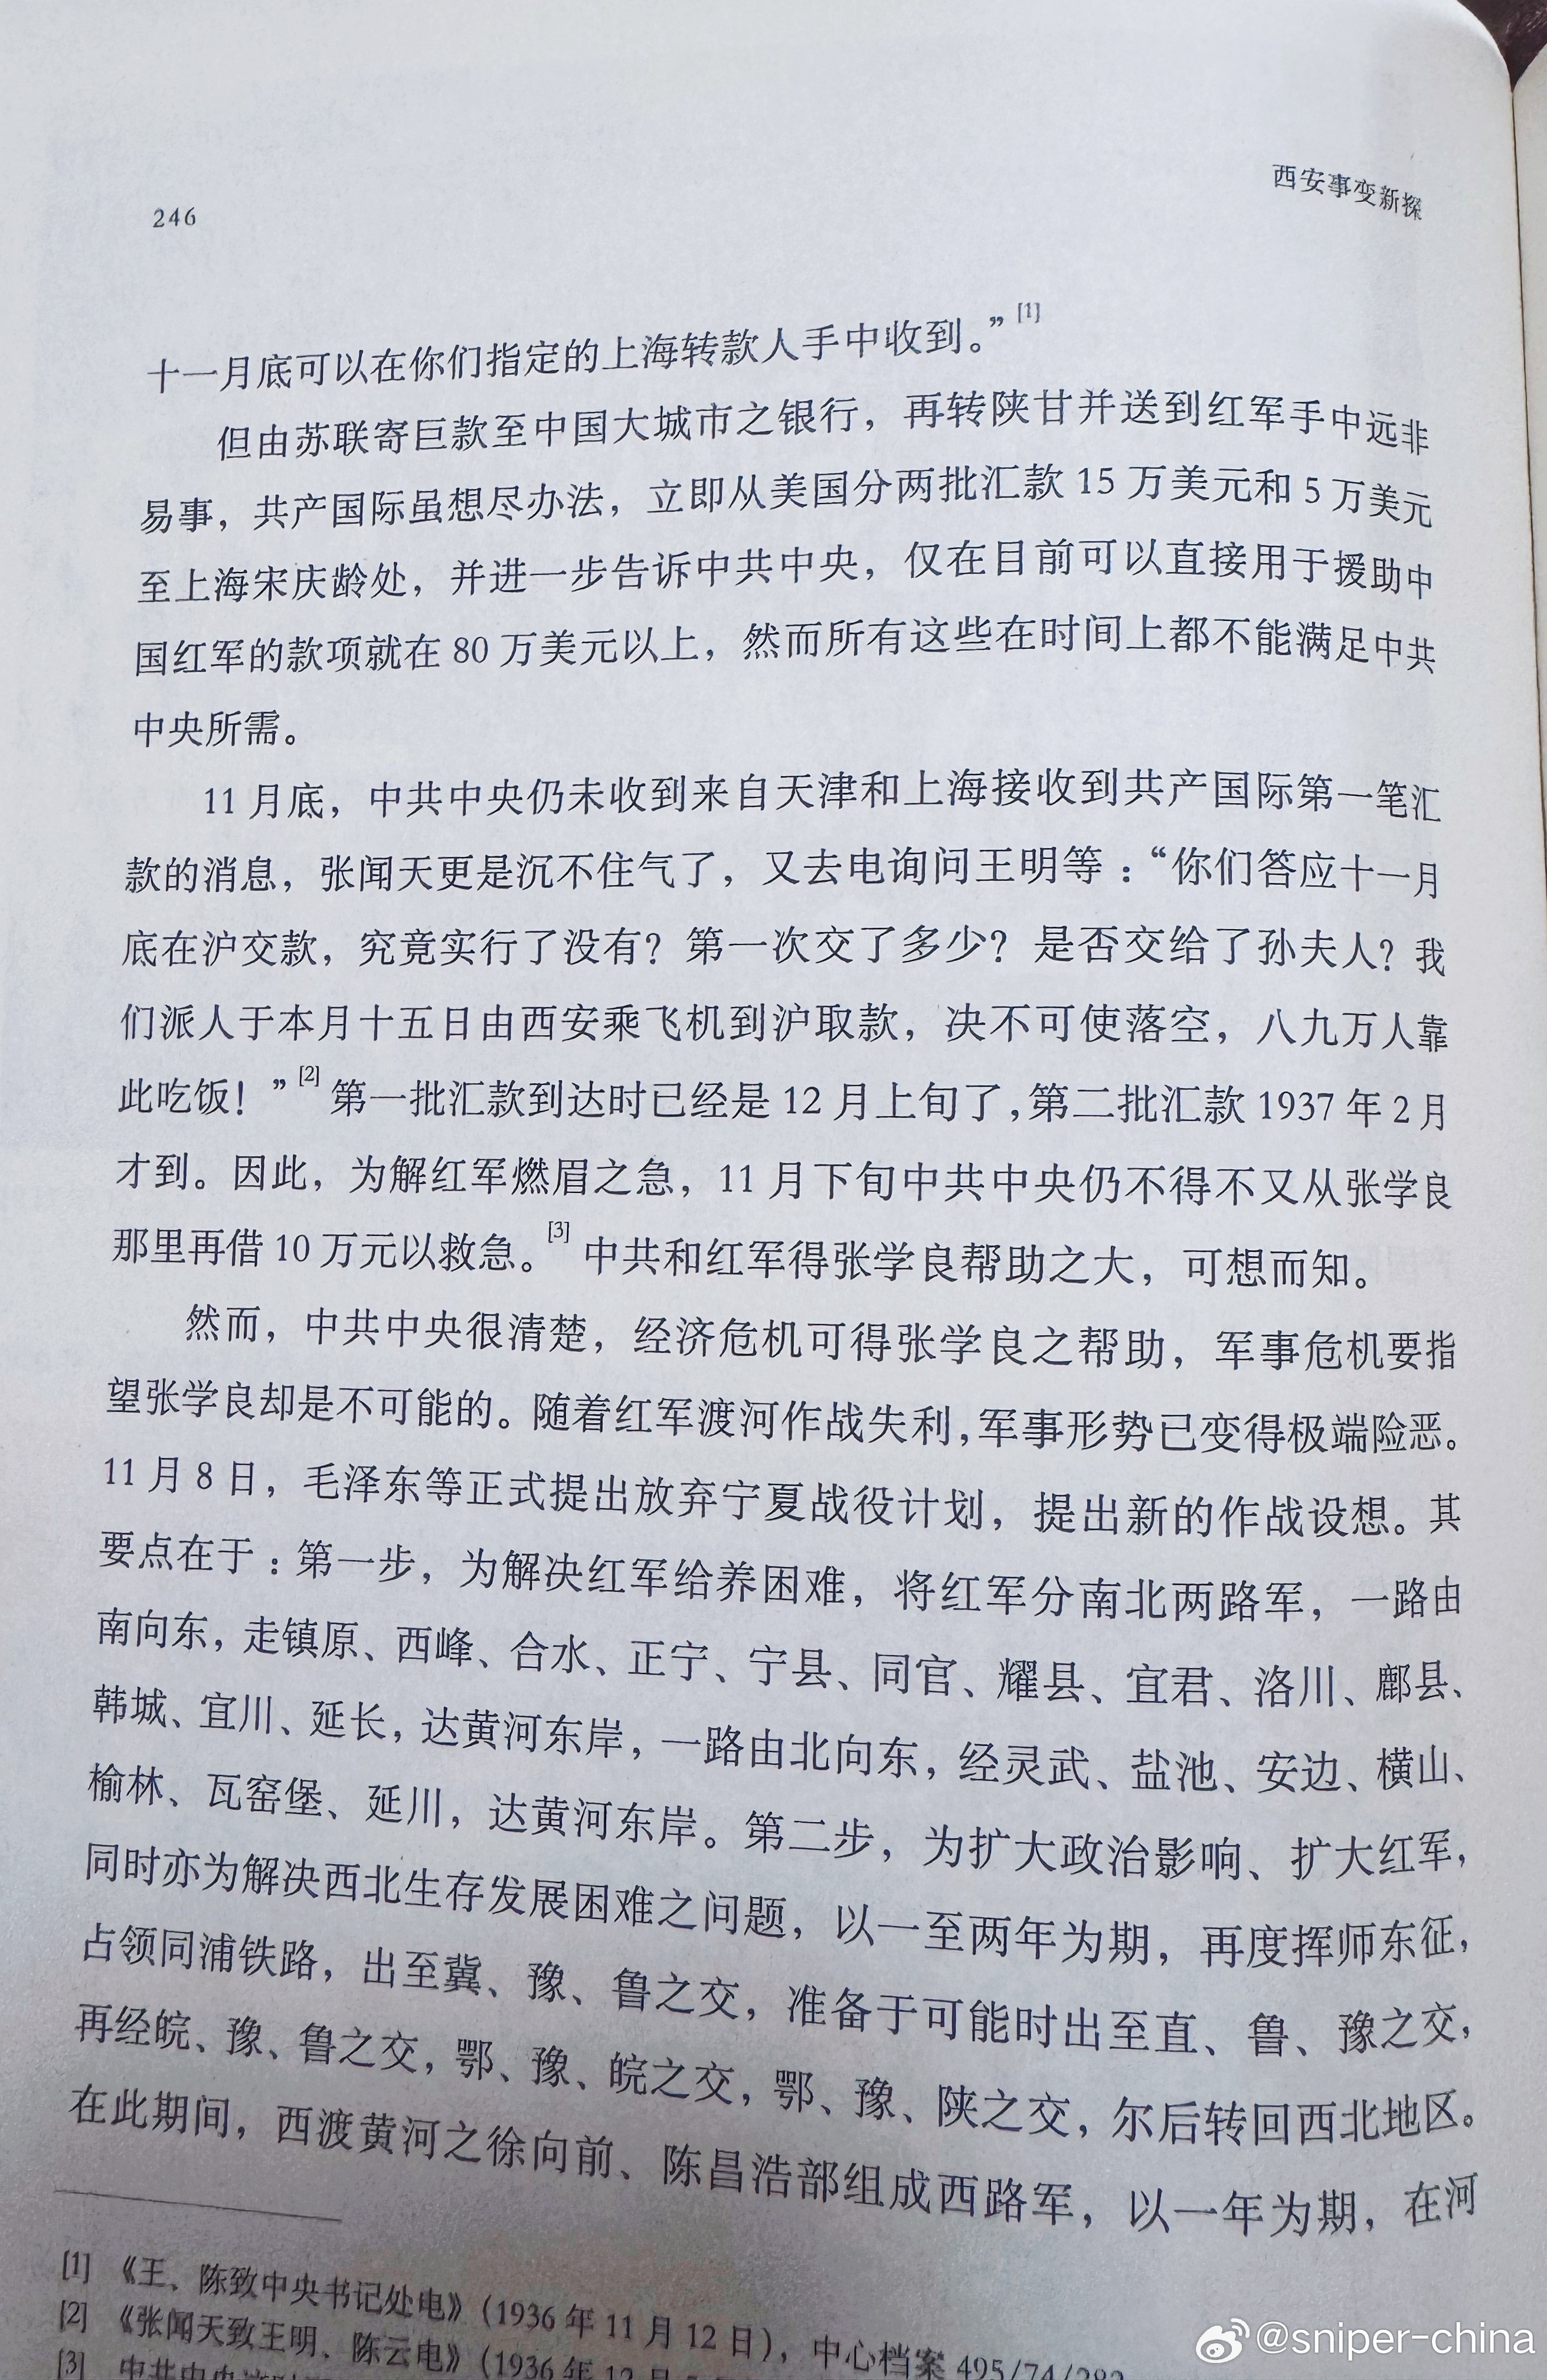 西安事变新探
246
十一月底可以在你们指定的上海转款人手中收到。”[1]
但由苏联寄巨款至中国大城市之银行，再转陕甘并送到红军手中远非
易事，共产国际虽想尽办法，立即从美国分两批汇款 15 万美元和 5 万美元
至上海宋庆龄处，并进一步告诉中共中央，仅在目前可以直接用于援助中
国红军的款项就在 80 万美元以上，然而所有这些在时间上都不能满足中共
中央所需。
11 月底，中共中央仍未收到来自天津和上海接收到共产国际第一笔汇
款的消息，张闻天更是沉不住气了，又去电询问王明等：“你们答应十一月
底在沪交款，究竟实行了没有？第一次交了多少？是否交给了孙夫人？我
们派人于本月十五日由西安乘飞机到沪取款，决不可使落空，八九万人靠
此吃饭！”[2] 第一批汇款到达时已经是 12 月上旬了，第二批汇款 1937 年 2 月
才到。因此，为解红军燃眉之急，11 月下旬中共中央仍不得不又从张学良
那里再借 10 万元以救急。[3] 中共和红军得张学良帮助之大，可想而知。
然而，中共中央很清楚，经济危机可得张学良之帮助，军事危机要指
望张学良却是不可能的。随着红军渡河作战失利，军事形势已变得极端险恶。
11 月 8 日，毛泽东等正式提出放弃宁夏战役计划，提出新的作战设想。其
要点在于：第一步，为解决红军给养困难，将红军分南北两路军，一路由
南向东，走镇原、西峰、合水、正宁、宁县、同官、耀县、宜君、洛川、鄜县、
韩城、宜川、延长，达黄河东岸，一路由北向东，经灵武、盐池、安边、横山、
榆林、瓦窑堡、延川，达黄河东岸。第二步，为扩大政治影响、扩大红军，
同时亦为解决西北生存发展困难之问题，以一至两年为期，再度挥师东征，
占领同浦铁路，出至冀、豫、鲁之交，准备于可能时出至直、鲁、豫之交，
再经皖、豫、鲁之交，鄂、豫、皖之交，鄂、豫、陕之交，尔后转回西北地区。
在此期间，西渡黄河之徐向前、陈昌浩部组成西路军，以一年为期，在河
[1] 《王、陈致中央书记处电》（1936 年 11 月 12 日），中心档案 495/74/282
[2] 《张闻天致王明、陈云电》（1936 年 12 月
[3] 中共中央
@sniper-china